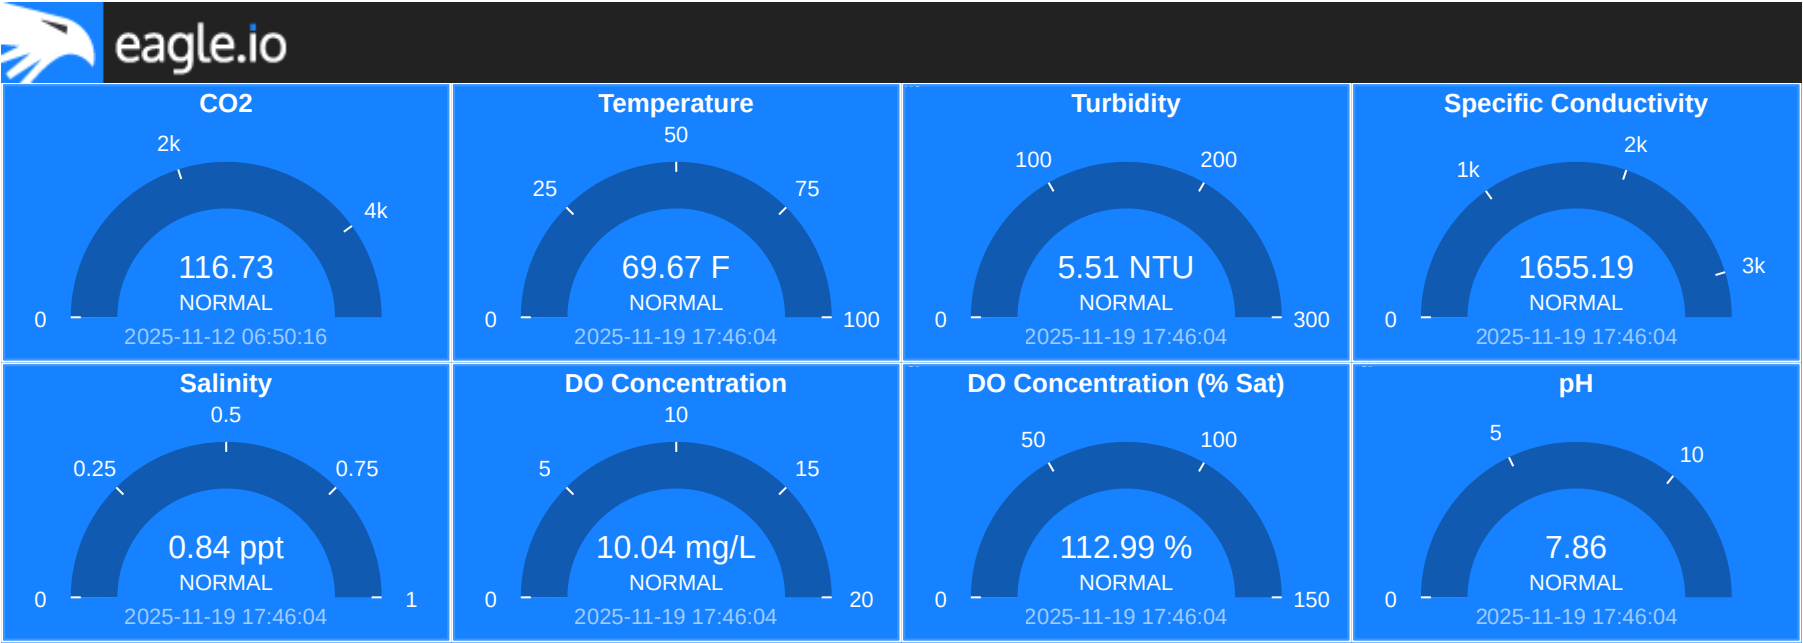 eagle.io
CO2
2k
4k
0
116.73
NORMAL
2025-11-12 06:50:16
Temperature
50
25
75
0
100
69.67 F
NORMAL
2025-11-19 17:46:04
Turbidity
100
200
0
300
5.51 NTU
NORMAL
2025-11-19 17:46:04
Specific Conductivity
2k
1k
3k
0
1655.19
NORMAL
2025-11-19 17:46:04
Salinity
0.5
0.25
0.75
0
1
0.84 ppt
NORMAL
2025-11-19 17:46:04
DO Concentration
10
5
15
0
20
10.04 mg/L
NORMAL
2025-11-19 17:46:04
DO Concentration (% Sat)
50
100
0
150
112.99 %
NORMAL
2025-11-19 17:46:04
pH
5
10
0
7.86
NORMAL
2025-11-19 17:46:04